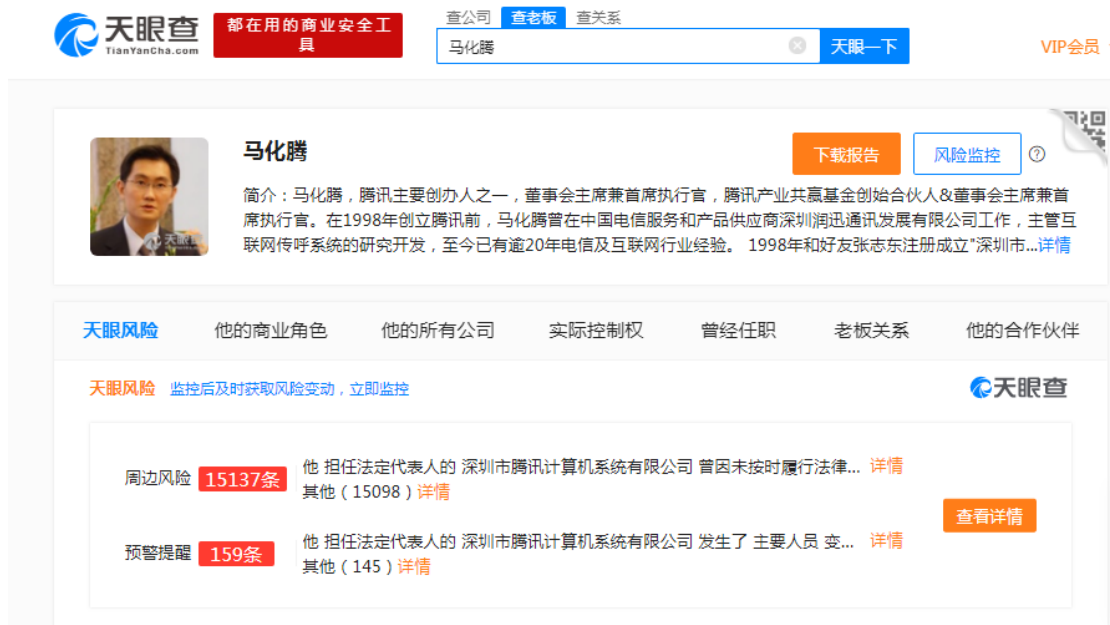 天眼查
TianYanCha.com
都在用的商业安全工
具
查公司 查老板 查关系
马化腾
天眼一下
VIP会员
马化腾
下载报告
风险监控
?
简介：马化腾，腾讯主要创办人之一，董事会主席兼首席执行官，腾讯产业共赢基金创始合伙人&董事会主席兼首
席执行官。在1998年创立腾讯前，马化腾曾在中国电信服务和产品供应商深圳润迅通讯发展有限公司工作，主管互
联网传呼系统的研究开发，至今已有逾20年电信及互联网行业经验。 1998年和好友张志东注册成立"深圳市...详情
天眼风险 他的商业角色 他的所有公司 实际控制权 曾经任职 老板关系 他的合作伙伴
天眼风险 监控后及时获取风险变动，立即监控
天眼查
周边风险 15137条
他 担任法定代表人的 深圳市腾讯计算机系统有限公司 曾因未按时履行法律... 详情
其他（15098）详情
查看详情
预警提醒 159条
他 担任法定代表人的 深圳市腾讯计算机系统有限公司 发生了 主要人员 变... 详情
其他（145）详情